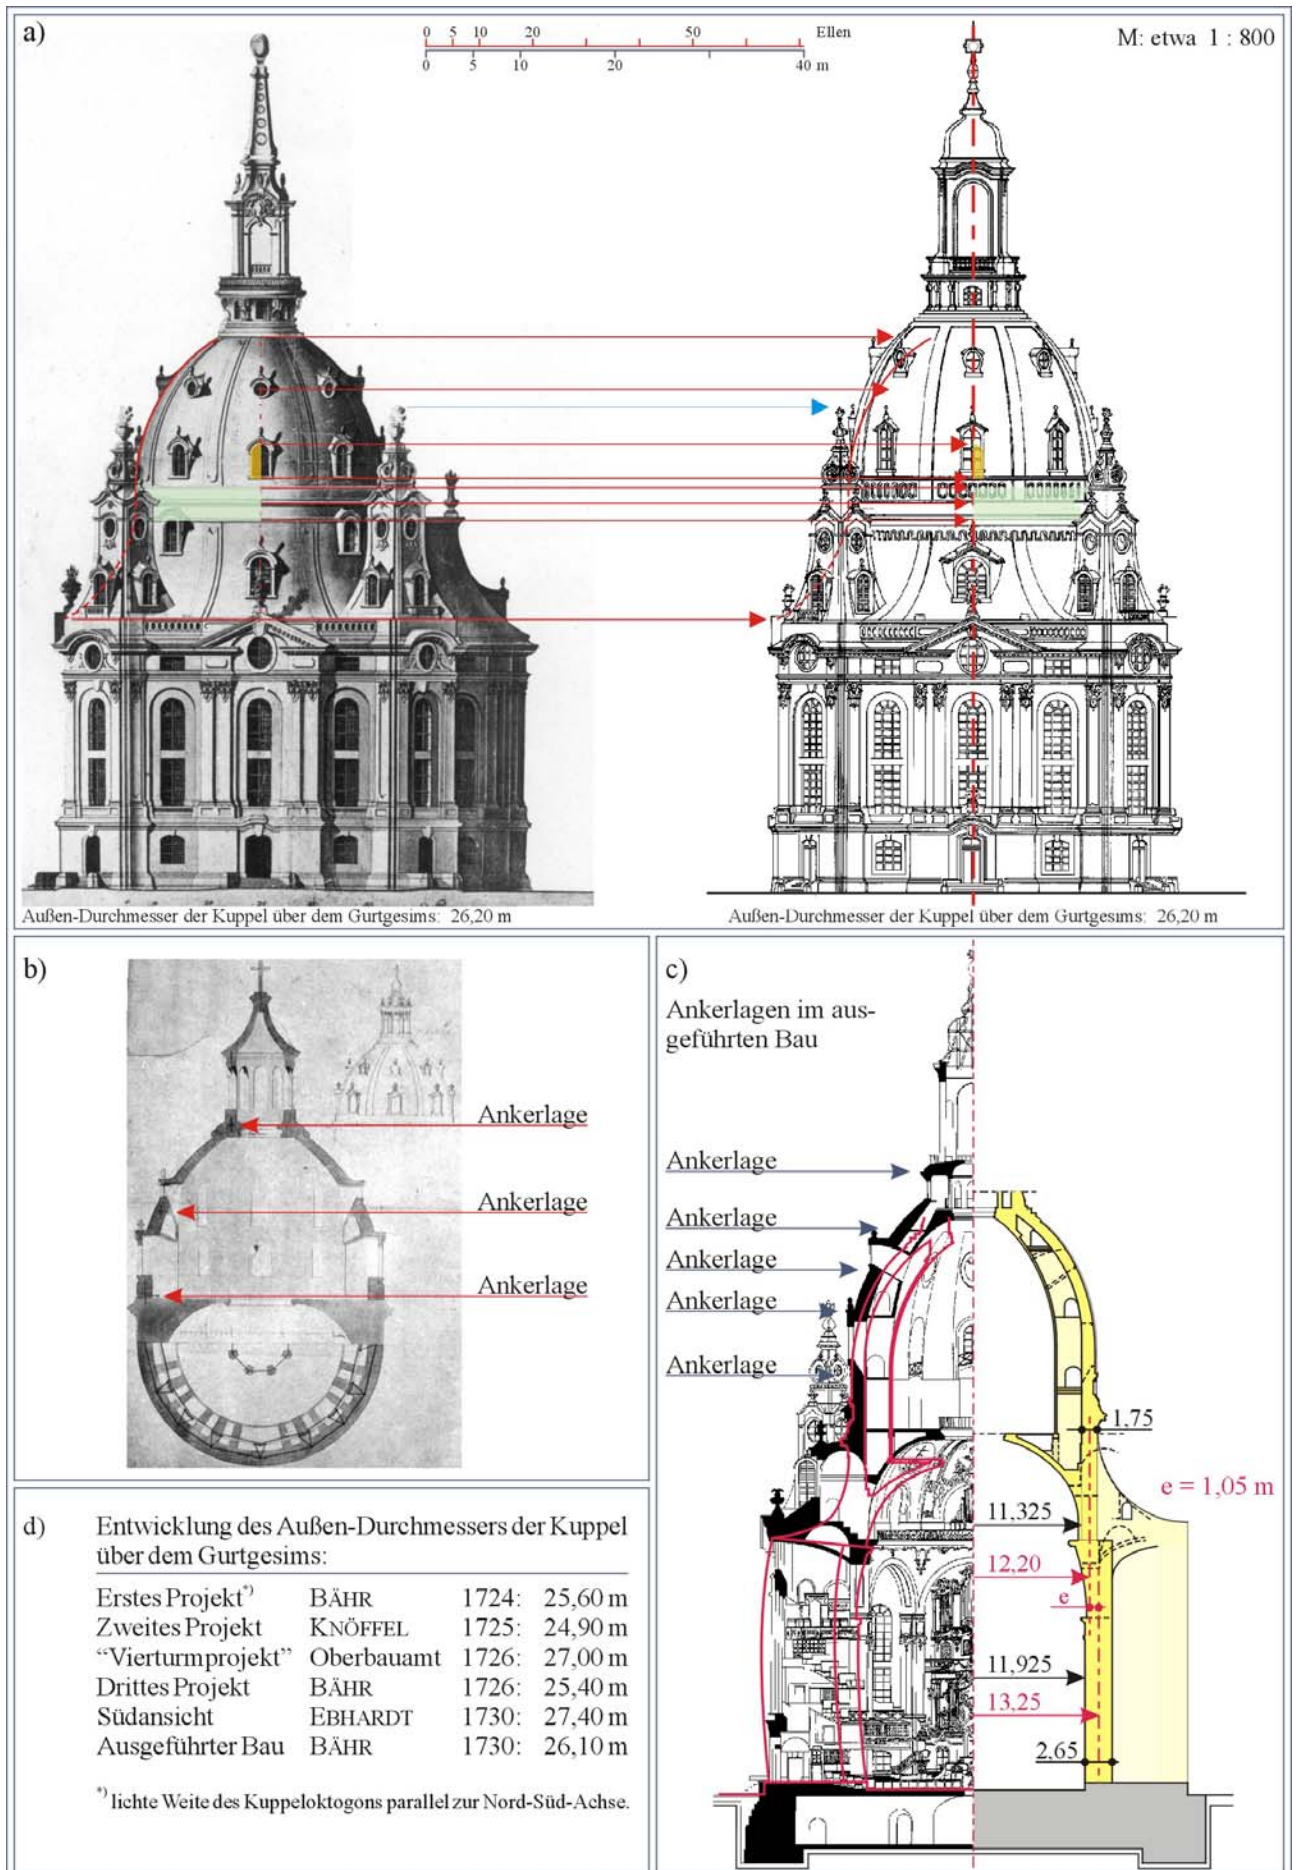 a)
0 5 10 20 50 Ellen
0 5 10 20 40 m
M: etwa 1 : 800
Außen-Durchmesser der Kuppel über dem Gurtgesims: 26,20 m
Außen-Durchmesser der Kuppel über dem Gurtgesims: 26,20 m
b)
Ankerlage
Ankerlage
Ankerlage
c)
Ankerlagen im aus-
geführten Bau
Ankerlage
Ankerlage
Ankerlage
Ankerlage
Ankerlage
1,75
e = 1,05 m
11,325
12,20
e
11,925
13,25
2,65
d) Entwicklung des Außen-Durchmessers der Kuppel
über dem Gurtgesims:
Erstes Projekt*) BÄHR 1724: 25,60 m
Zweites Projekt KNÖFFEL 1725: 24,90 m
“Vierturmprojekt” Oberbauamt 1726: 27,00 m
Drittes Projekt BÄHR 1726: 25,40 m
Südansicht EBHARDT 1730: 27,40 m
Ausgeführter Bau BÄHR 1730: 26,10 m
*) lichte Weite des Kuppeloktogons parallel zur Nord-Süd-Achse.